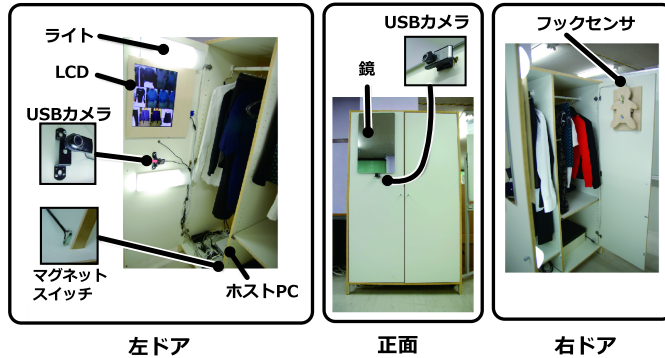 ライト
LCD
USBカメラ
マグネット
スイッチ
ホストPC
左ドア
USBカメラ
鏡
正面
フックセンサ
右ドア